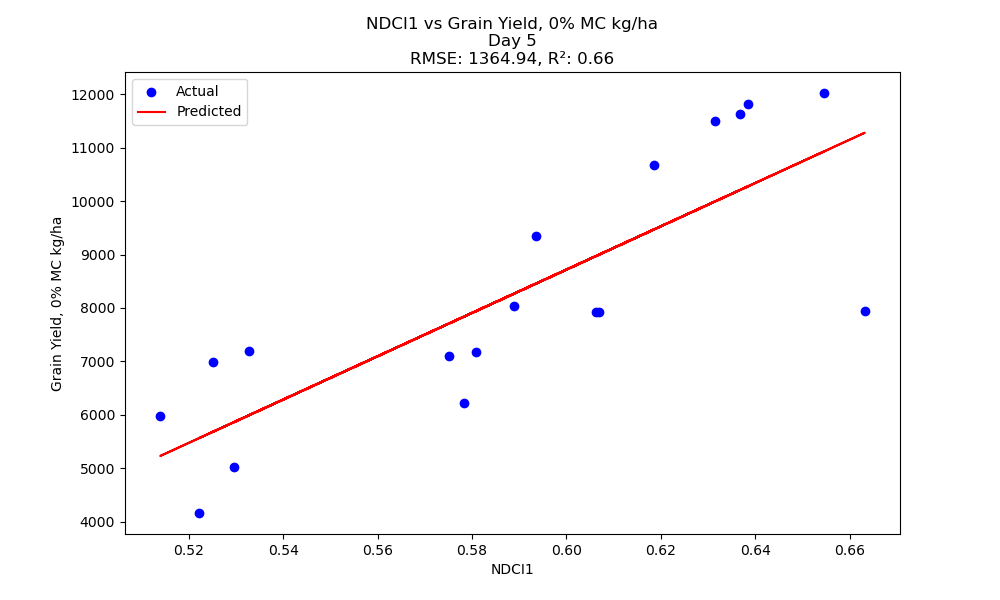 NDCI1 vs Grain Yield, 0% MC kg/ha
Day 5
RMSE: 1364.94, R²: 0.66
Actual
Predicted
12000
11000
10000
9000
8000
7000
6000
5000
4000
Grain Yield, 0% MC kg/ha
0.52 0.54 0.56 0.58 0.60 0.62 0.64 0.66
NDCI1